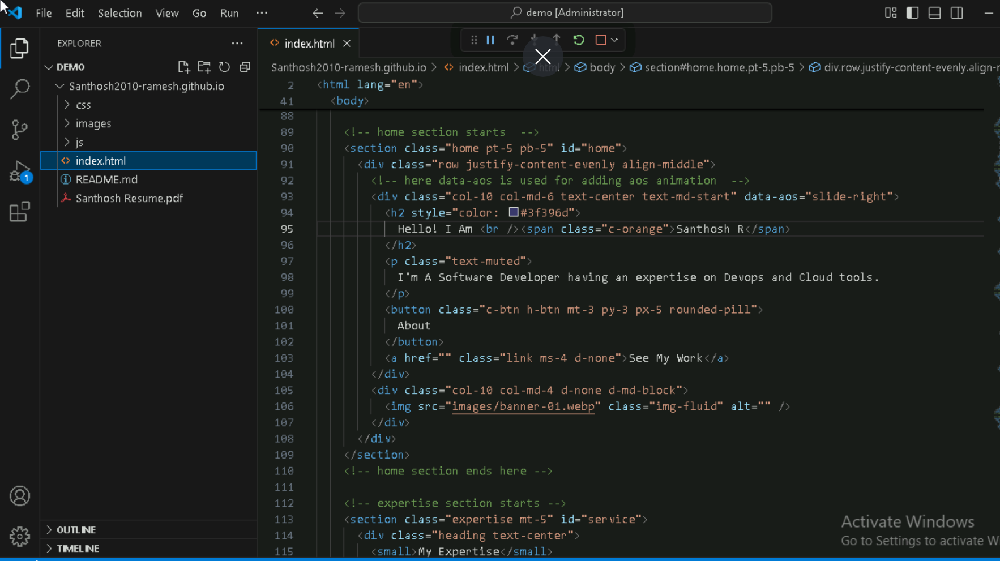 File Edit Selection View Go Run ···
demo [Administrator]
EXPLORER
DEMO
Santhosh2010-ramesh.github.io
css
images
js
index.html
README.md
Santhosh Resume.pdf
1
OUTLINE
TIMELINE
index.html
Santhosh2010-ramesh.github.io > index.html > html > body > section#home.home.pt-5.pb-5 > div.row.justify-content-evenly.align-
2 <html lang="en">
41 <body>
88
89 <!-- home section starts -->
90 <section class="home pt-5 pb-5" id="home">
91 <div class="row justify-content-evenly align-middle">
92 <!-- here data-aos is used for adding aos animation -->
93 <div class="col-10 col-md-6 text-center text-md-start" data-aos="slide-right">
94 <h2 style="color: #3f396d">
95 Hello! I Am <br /><span class="c-orange">Santhosh R</span>
96 </h2>
97 <p class="text-muted">
98 I'm A Software Developer having an expertise on Devops and Cloud tools.
99 </p>
100 <button class="c-btn h-btn mt-3 py-3 px-5 rounded-pill">
101 About
102 </button>
103 <a href="" class="link ms-4 d-none">See My Work</a>
104 </div>
105 <div class="col-10 col-md-4 d-none d-md-block">
106 <img src="images/banner-01.webp" class="img-fluid" alt="" />
107 </div>
108 </div>
109 </section>
110 <!-- home section ends here -->
111
112 <!-- expertise section starts -->
113 <section class="expertise mt-5" id="service">
114 <div class="heading text-center">
115 <small>My Expertise</small>
Activate Windows
Go to Settings to activate W